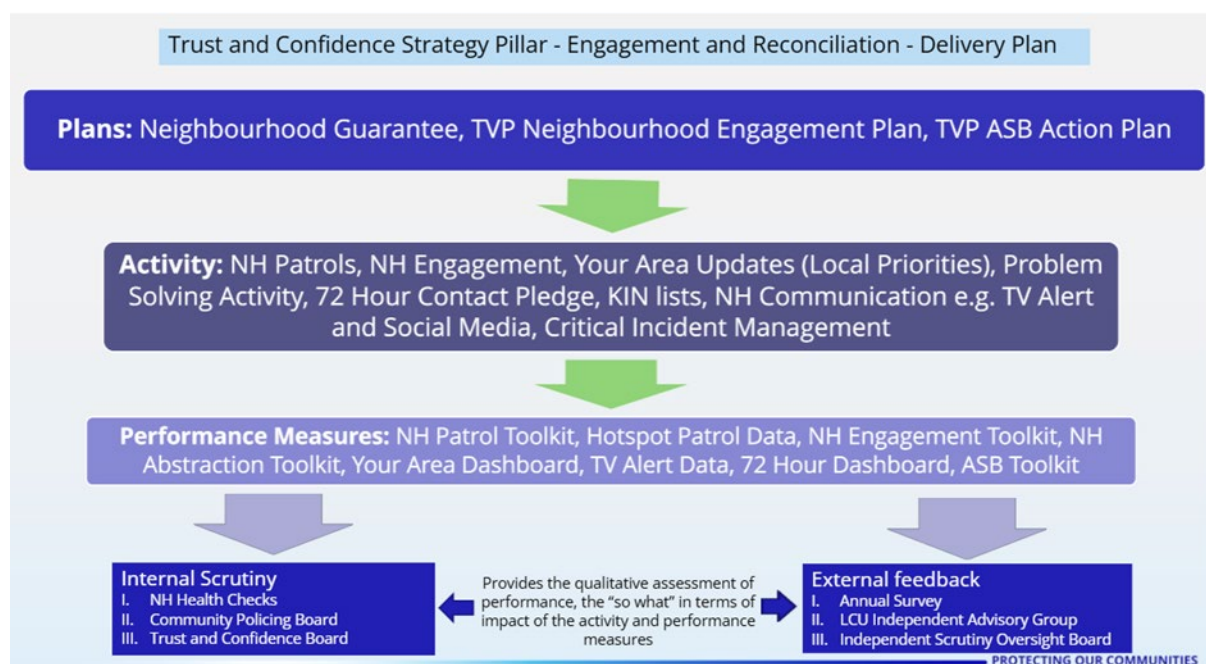 Trust and Confidence Strategy Pillar - Engagement and Reconciliation - Delivery Plan
Plans: Neighbourhood Guarantee, TVP Neighbourhood Engagement Plan, TVP ASB Action Plan
Activity: NH Patrols, NH Engagement, Your Area Updates (Local Priorities), Problem
Solving Activity, 72 Hour Contact Pledge, KIN lists, NH Communication e.g. TV Alert
and Social Media, Critical Incident Management
Performance Measures: NH Patrol Toolkit, Hotspot Patrol Data, NH Engagement Toolkit, NH
Abstraction Toolkit, Your Area Dashboard, TV Alert Data, 72 Hour Dashboard, ASB Toolkit
Internal Scrutiny
I. NH Health Checks
II. Community Policing Board
III. Trust and Confidence Board
Provides the qualitative assessment of
performance, the “so what” in terms of
impact of the activity and performance
measures
External feedback
I. Annual Survey
II. LCU Independent Advisory Group
III. Independent Scrutiny Oversight Board
PROTECTING OUR COMMUNITIES